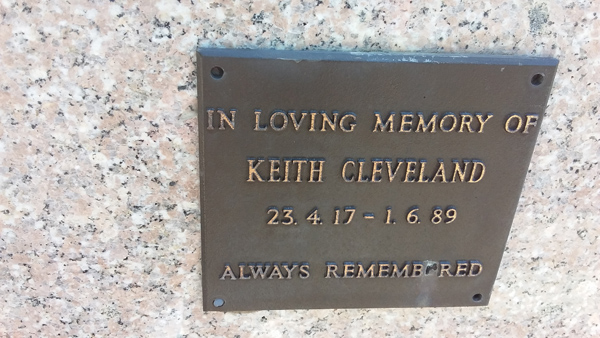 IN LOVING MEMORY OF
KEITH CLEVELAND
23. 4. 17 - 1. 6. 89
ALWAYS REMEMBERED